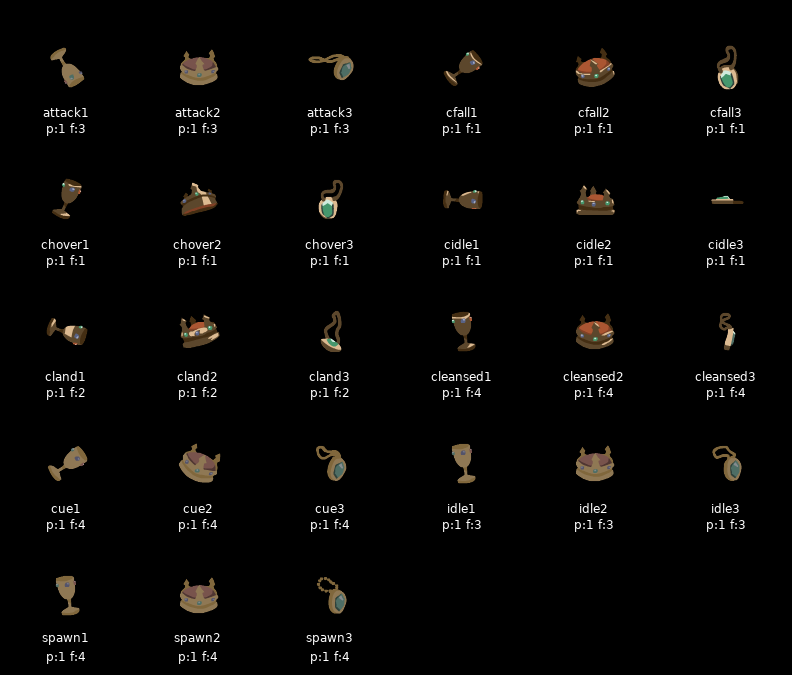 attack1 attack2 attack3 cfall1 cfall2 cfall3
p:1 f:3 p:1 f:3 p:1 f:3 p:1 f:1 p:1 f:1 p:1 f:1
chover1 chover2 chover3 cidle1 cidle2 cidle3
p:1 f:1 p:1 f:1 p:1 f:1 p:1 f:1 p:1 f:1 p:1 f:1
cland1 cland2 cland3 cleansed1 cleansed2 cleansed3
p:1 f:2 p:1 f:2 p:1 f:2 p:1 f:4 p:1 f:4 p:1 f:4
cue1 cue2 cue3 idle1 idle2 idle3
p:1 f:4 p:1 f:4 p:1 f:4 p:1 f:3 p:1 f:3 p:1 f:3
spawn1 spawn2 spawn3
p:1 f:4 p:1 f:4 p:1 f:4